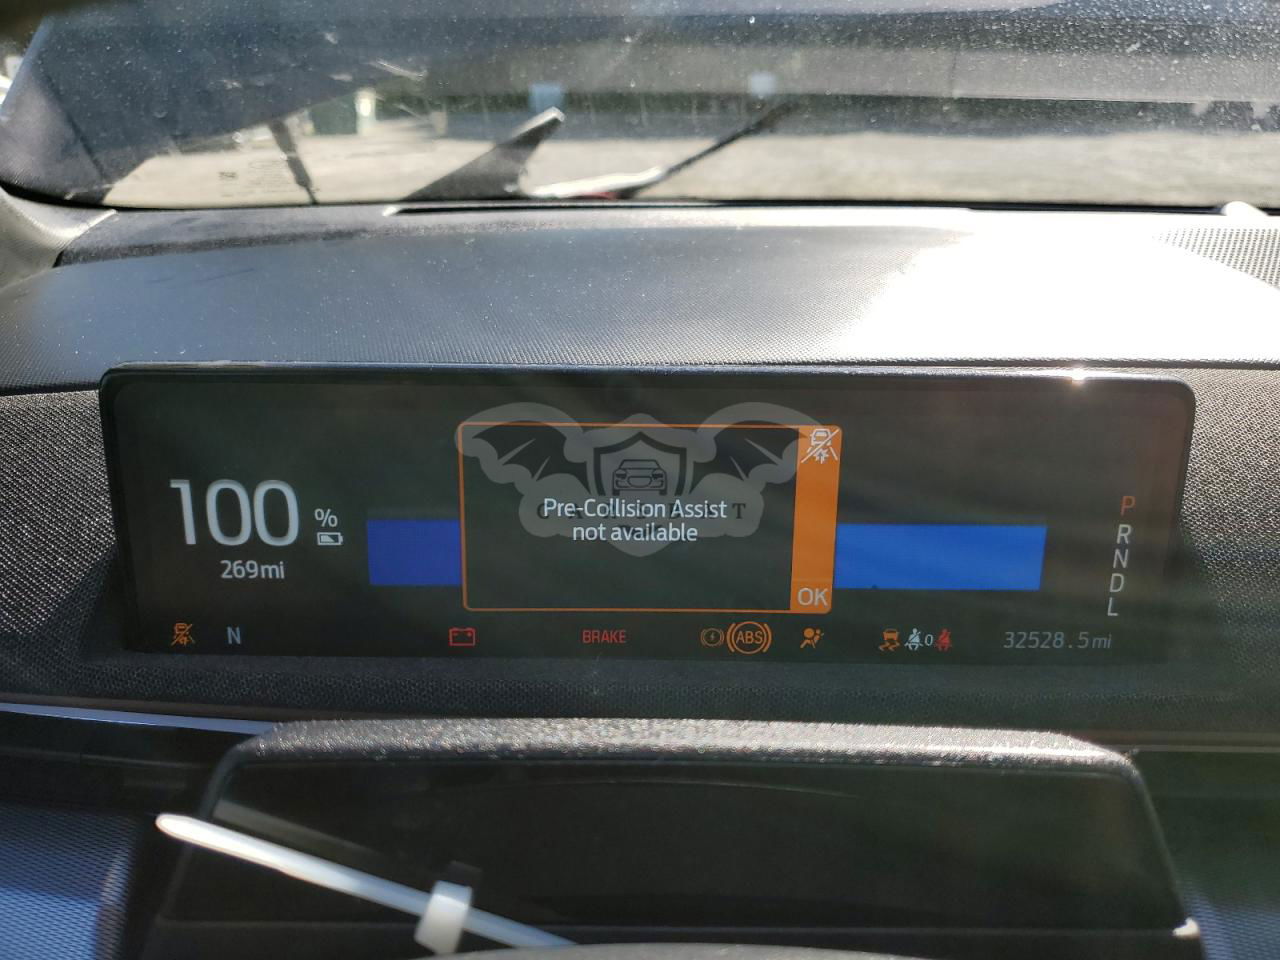 100 %
269mi
Pre-Collision Assist
not available
OK
P
R
N
D
L
N
BRAKE
ABS
0
32528.5mi